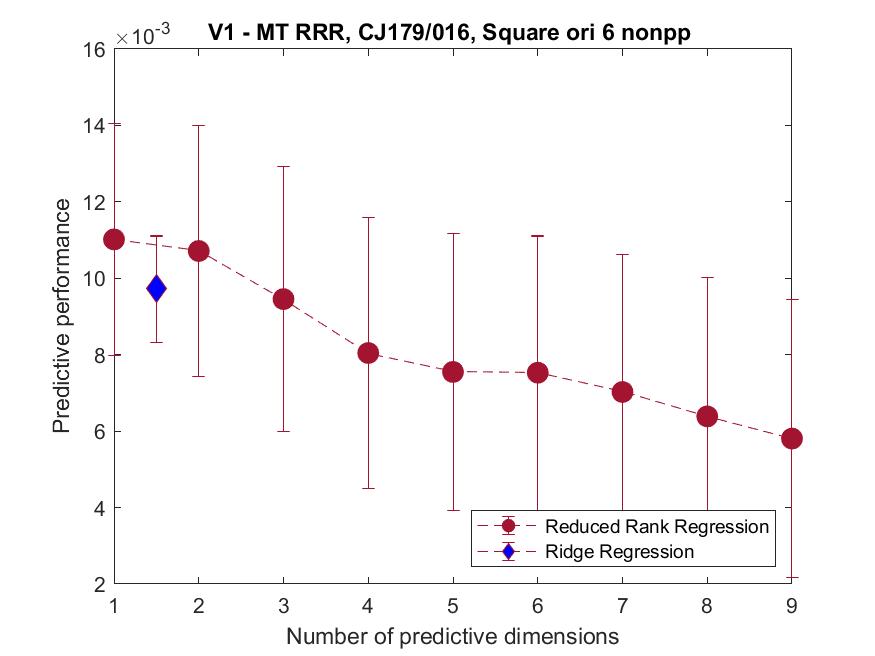 V1 - MT RRR, CJ179/016, Square ori 6 nonpp
×10-3
16
14
12
10
8
6
4
2
Predictive performance
Reduced Rank Regression
Ridge Regression
1 2 3 4 5 6 7 8 9
Number of predictive dimensions